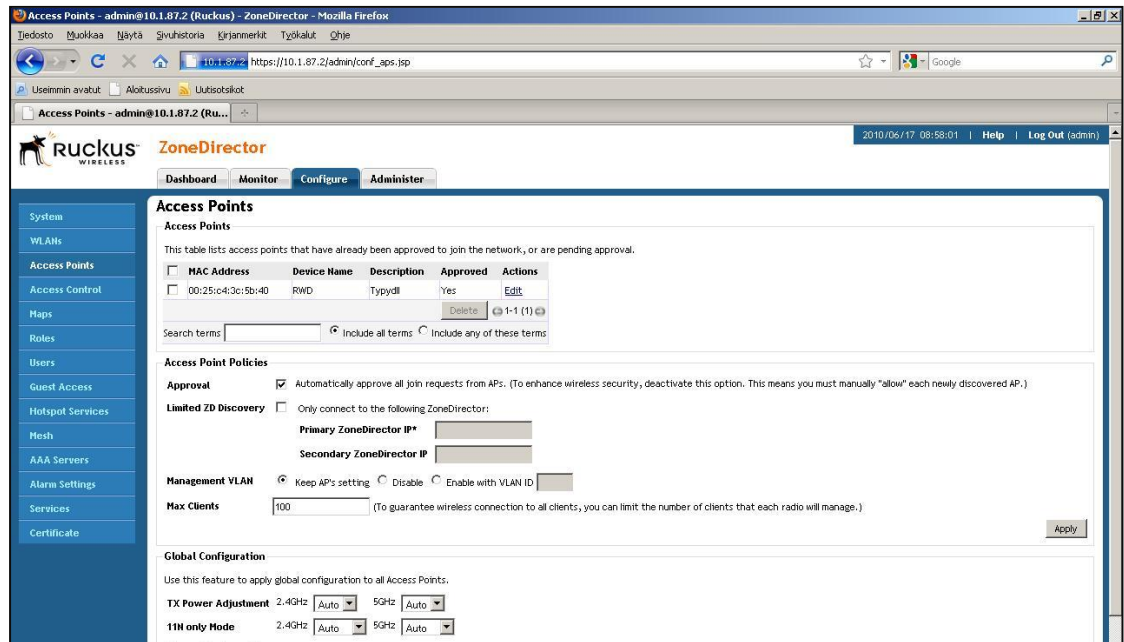 Access Points - admin@10.1.87.2 (Ruckus) - ZoneDirector - Mozilla Firefox
Tiedosto Muokkaa Näytä Sivuhistoria Kirjanmerkit Työkalut Ohje
10.1.87.2 https://10.1.87.2/admin/conf_aps.jsp
Google
Useimmin avatut Aloitussivu Uutisotsikot
Access Points - admin@10.1.87.2 (Ru...
2010/06/17 08:58:01 | Help | Log Out (admin)
RUCKUS WIRELESS
ZoneDirector
Dashboard Monitor Configure Administer
System
WLANs
Access Points
Access Control
Maps
Roles
Users
Guest Access
Hotspot Services
Mesh
AAA Servers
Alarm Settings
Services
Certificate
Access Points
Access Points
This table lists access points that have already been approved to join the network, or are pending approval.
MAC Address Device Name Description Approved Actions
00:25:c4:3c:5b:40 RWD Typydll Yes Edit
Delete 1-1 (1)
Search terms Include all terms Include any of these terms
Access Point Policies
Approval Automatically approve all join requests from APs. (To enhance wireless security, deactivate this option. This means you must manually "allow" each newly discovered AP.)
Limited ZD Discovery Only connect to the following ZoneDirector:
Primary ZoneDirector IP*
Secondary ZoneDirector IP
Management VLAN Keep AP's setting Disable Enable with VLAN ID
Max Clients 100 (To guarantee wireless connection to all clients, you can limit the number of clients that each radio will manage.)
Apply
Global Configuration
Use this feature to apply global configuration to all Access Points.
TX Power Adjustment 2.4GHz Auto 5GHz Auto
11N only Mode 2.4GHz Auto 5GHz Auto